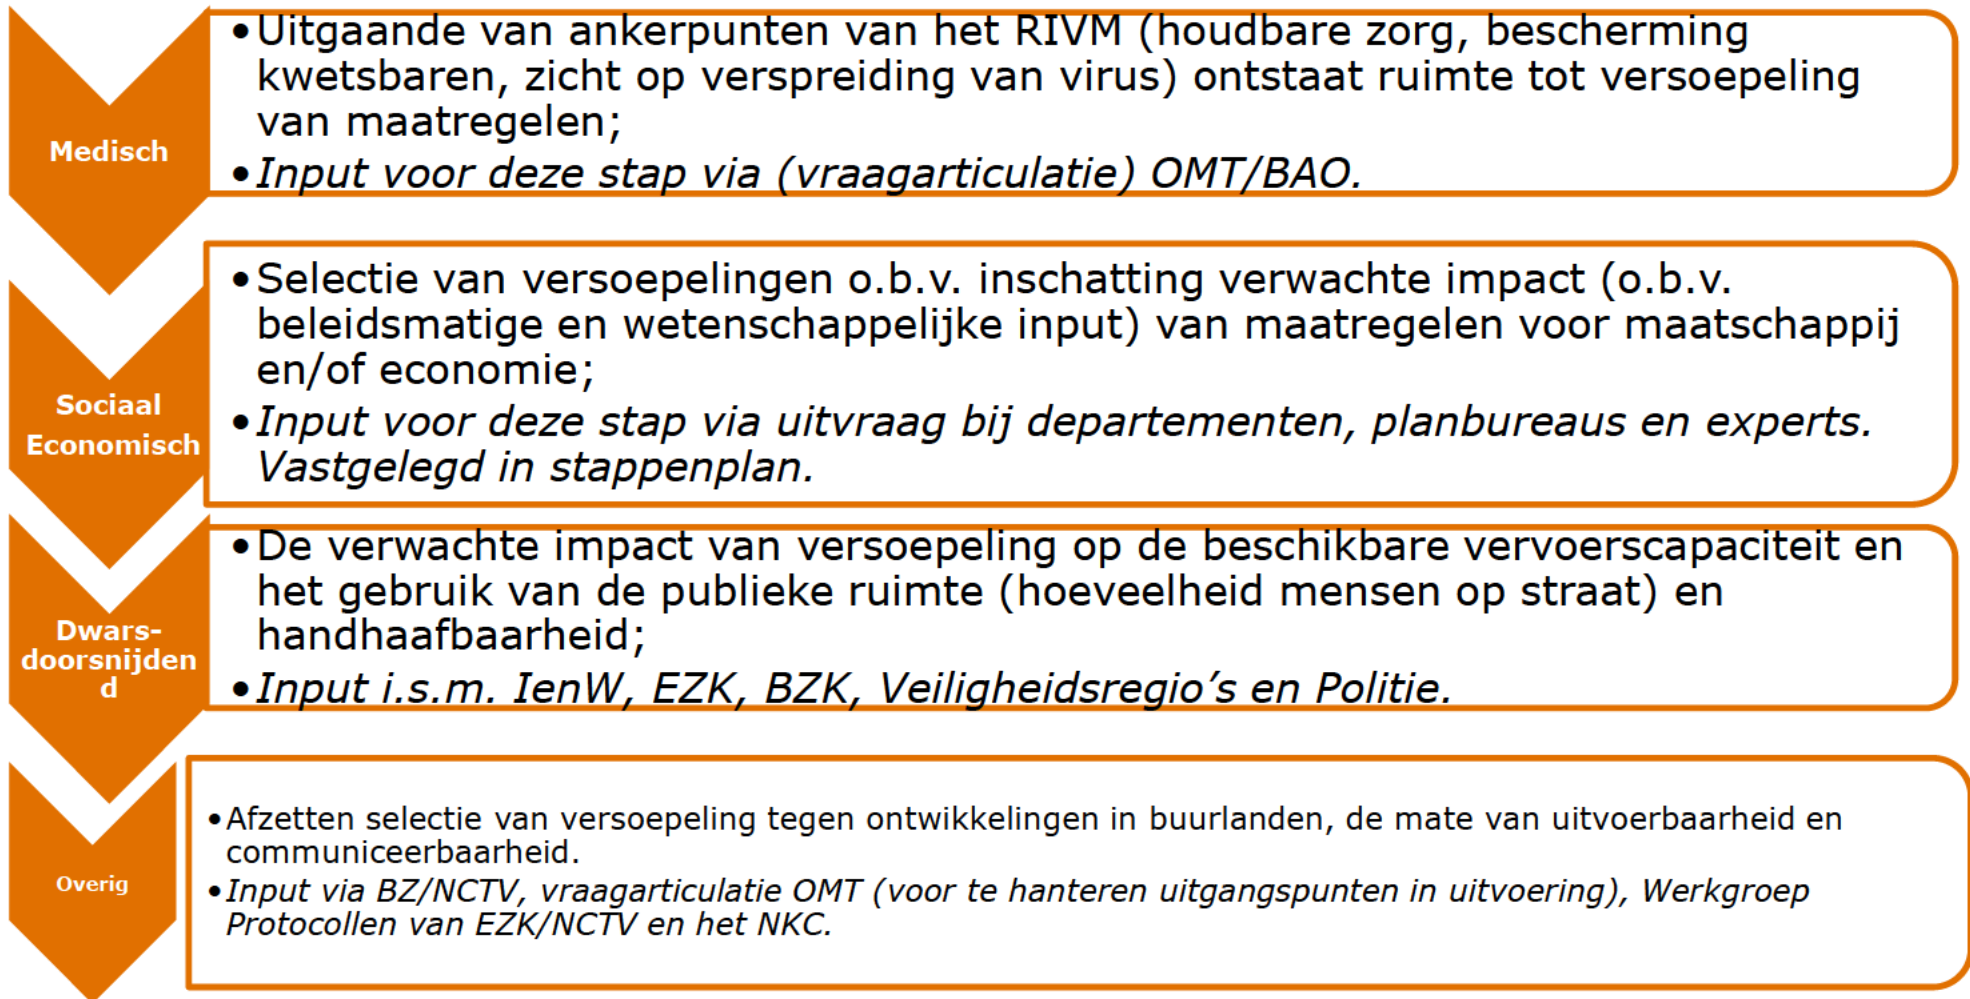 Medisch
•Uitgaande van ankerpunten van het RIVM (houdbare zorg, bescherming
kwetsbaren, zicht op verspreiding van virus) ontstaat ruimte tot versoepeling
van maatregelen;
•Input voor deze stap via (vraagarticulatie) OMT/BAO.
Sociaal
Economisch
•Selectie van versoepelingen o.b.v. inschatting verwachte impact (o.b.v.
beleidsmatige en wetenschappelijke input) van maatregelen voor maatschappij
en/of economie;
•Input voor deze stap via uitvraag bij departementen, planbureaus en experts.
Vastgelegd in stappenplan.
Dwars-
doorsnijden
d
•De verwachte impact van versoepeling op de beschikbare vervoerscapaciteit en
het gebruik van de publieke ruimte (hoeveelheid mensen op straat) en
handhaafbaarheid;
•Input i.s.m. IenW, EZK, BZK, Veiligheidsregio’s en Politie.
Overig
•Afzetten selectie van versoepeling tegen ontwikkelingen in buurlanden, de mate van uitvoerbaarheid en
communiceerbaarheid.
•Input via BZ/NCTV, vraagarticulatie OMT (voor te hanteren uitgangspunten in uitvoering), Werkgroep
Protocollen van EZK/NCTV en het NKC.